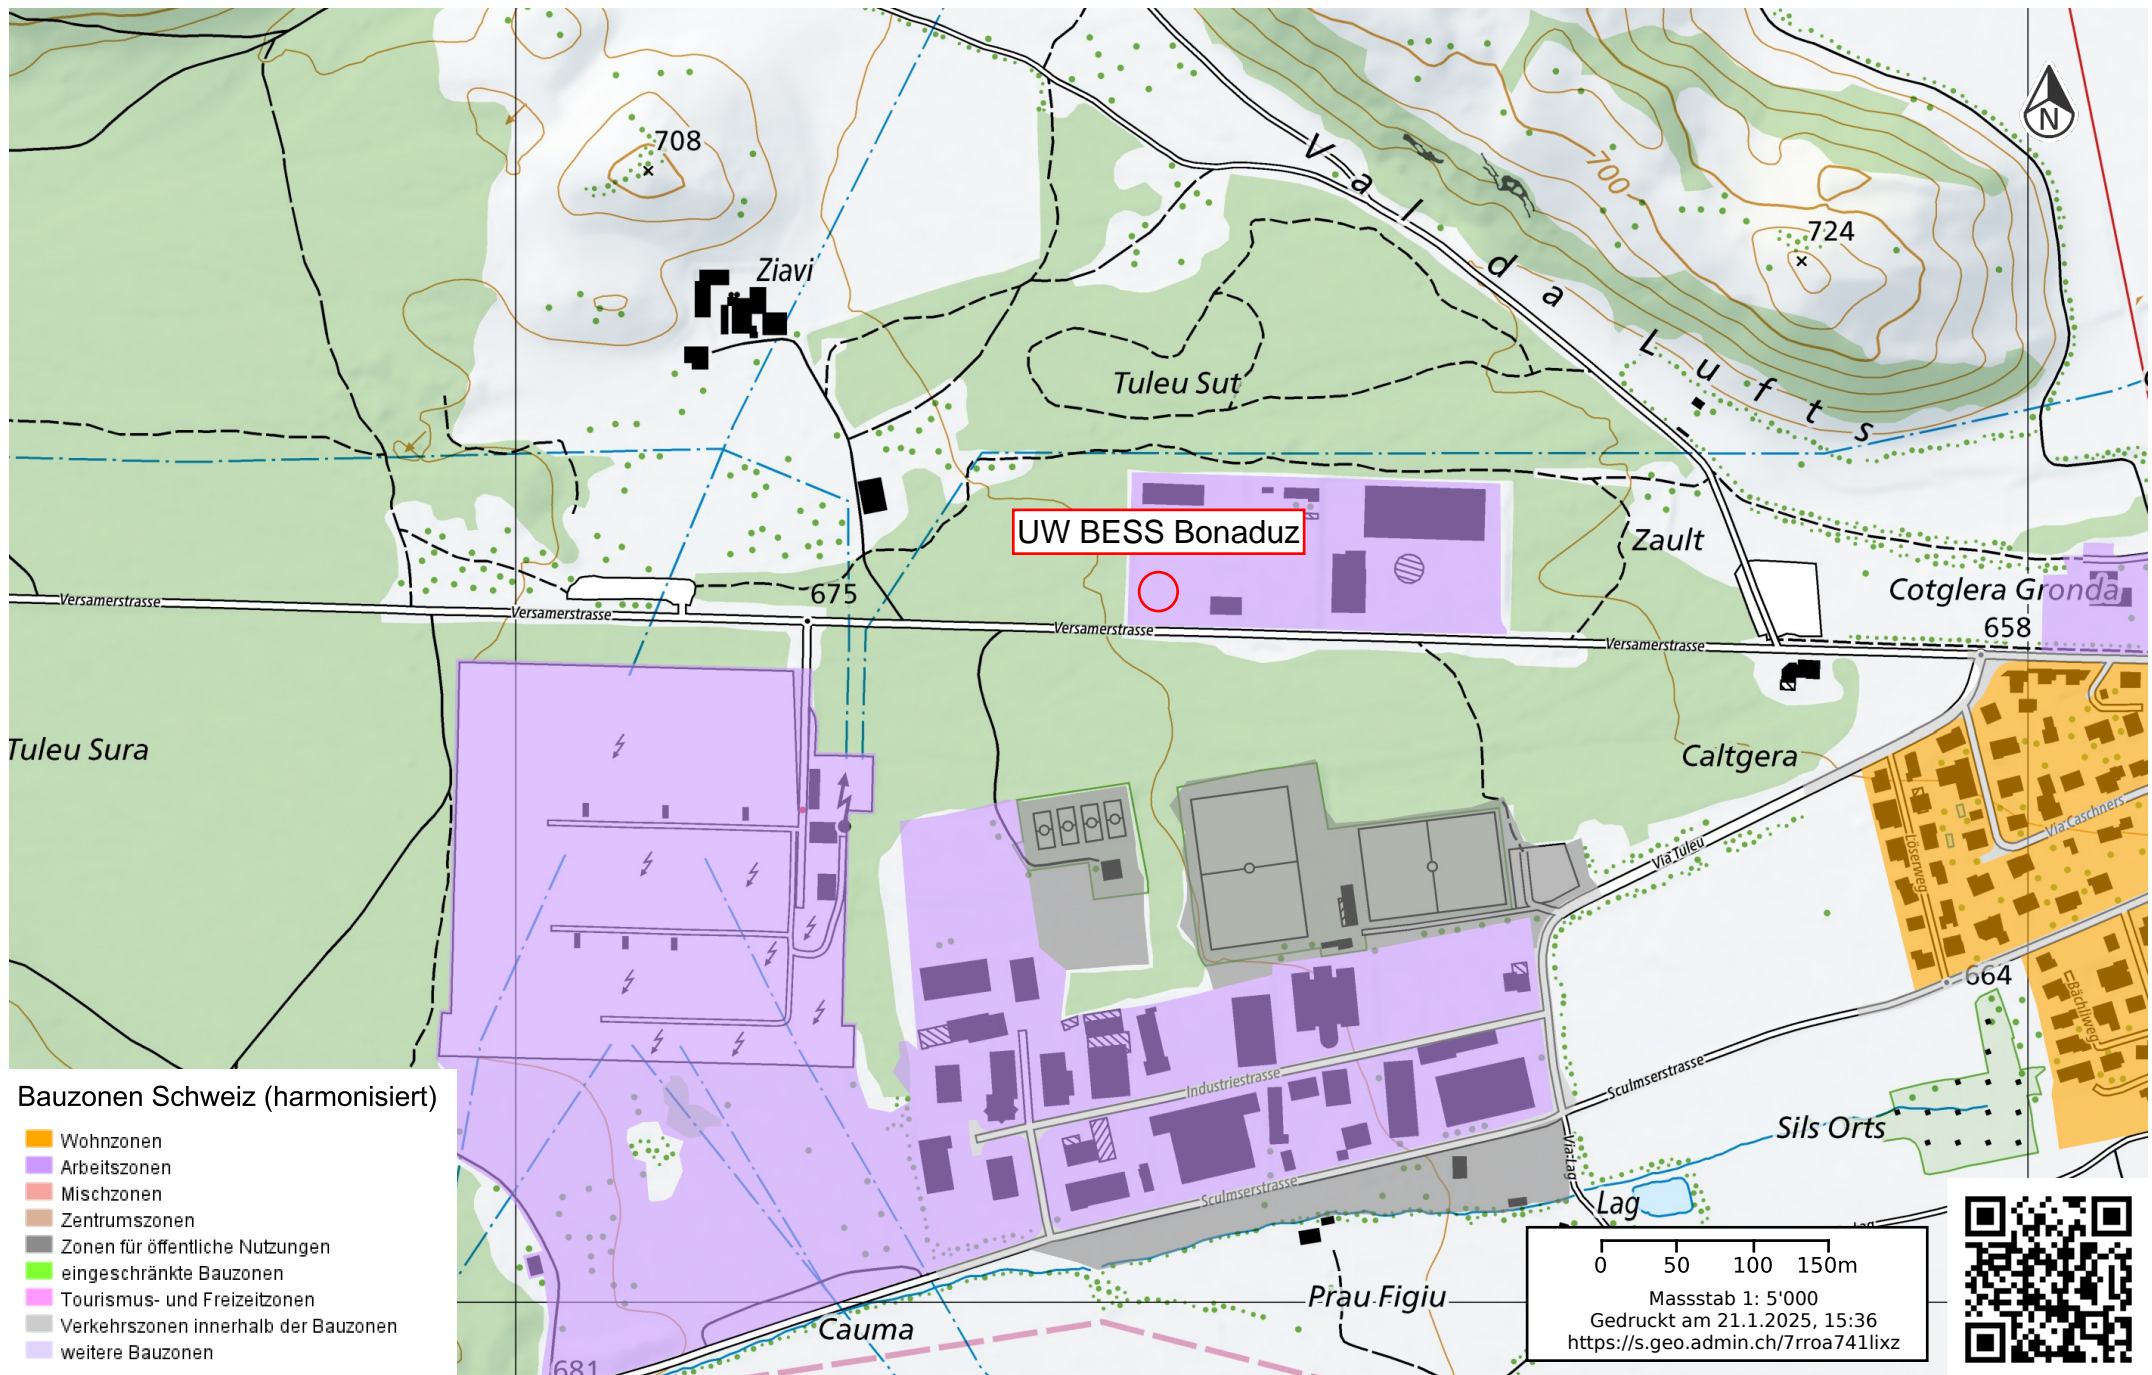 708
700
724
N
Val da Lufts
Ziavi
Tuleu Sut
UW BESS Bonaduz
Zault
Cotglera Gronda
675
658
Versamerstrasse
Versamerstrasse
Versamerstrasse
Versamerstrasse
Tuleu Sura
Caltgera
Via Caschners
Löserweg
Via Tuleu
664
Bächliweg
Industriestrasse
Sculmserstrasse
Sils Orts
Via Lag
Sculmserstrasse
Lag
Prau Figiu
Cauma
681
Bauzonen Schweiz (harmonisiert)
Wohnzonen
Arbeitszonen
Mischzonen
Zentrumszonen
Zonen für öffentliche Nutzungen
eingeschränkte Bauzonen
Tourismus- und Freizeitzonen
Verkehrszonen innerhalb der Bauzonen
weitere Bauzonen
0 50 100 150m
Massstab 1: 5'000
Gedruckt am 21.1.2025, 15:36
https://s.geo.admin.ch/7rroa741lixz